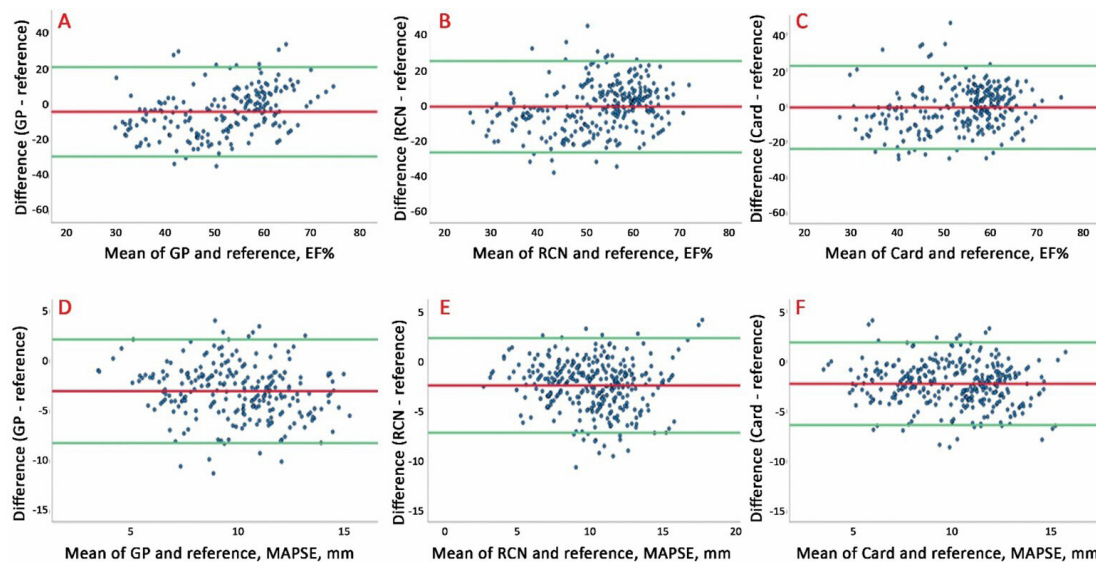 A
Difference (GP - reference)
40
20
0
-20
-40
-60
20 30 40 50 60 70 80
Mean of GP and reference, EF%
B
Difference (RCN - reference)
40
20
0
-20
-40
-60
20 30 40 50 60 70 80
Mean of RCN and reference, EF%
C
Difference (Card - reference)
40
20
0
-20
-40
-60
20 30 40 50 60 70 80
Mean of Card and reference, EF%
D
Difference (GP - reference)
5
0
-5
-10
-15
5 10 15
Mean of GP and reference, MAPSE, mm
E
Difference (RCN - reference)
5
0
-5
-10
-15
0 5 10 15 20
Mean of RCN and reference, MAPSE, mm
F
Difference (Card - reference)
5
0
-5
-10
-15
5 10 15
Mean of Card and reference, MAPSE, mm